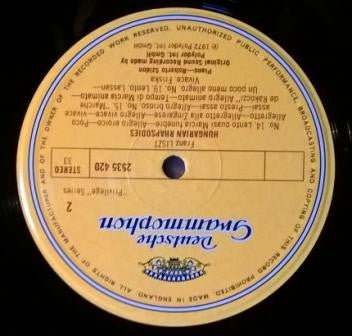 Deutsche
Grammophon
"Privilege" Series
2
2535 420
STEREO
33
Franz LISZT
HUNGARIAN RHAPSODIES
No. 14. Lento quasi Marcia funebre—Allegro eroico—Poco
Allegretto—Allegretto alla zingarese—Allegro vivace—vivace
assai—Presto assai—Allegro brioso. No. 15. "Marche
de Rakoczi". Allegro animato—Tempo di Marcia animato—
Un poco meno allegro. No. 19. Lento—Lassan—
Vivace Friska
Piano—Roberto Szidon
Original Sound Recording made by
Polydor Int. GmbH
℗ 1972 Polydor Int. GmbH
ALL RIGHTS OF THE MANUFACTURER AND OF THE OWNER OF THE RECORDED WORK RESERVED. UNAUTHORIZED PUBLIC PERFORMANCE, BROADCASTING AND COPYING OF THIS RECORD PROHIBITED. MADE IN ENGLAND.